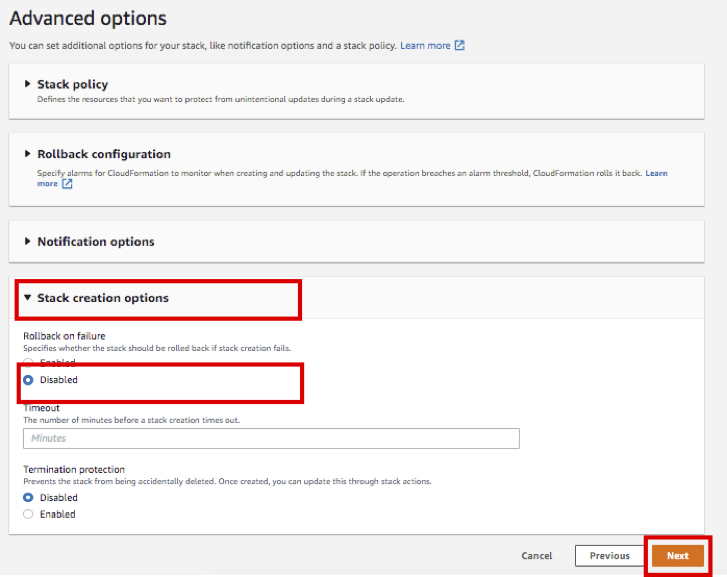 Advanced options
You can set additional options for your stack, like notification options and a stack policy. Learn more
Stack policy
Defines the resources that you want to protect from unintentional updates during a stack update.
Rollback configuration
Specify alarms for CloudFormation to monitor when creating and updating the stack. If the operation breaches an alarm threshold, CloudFormation rolls it back. Learn
more
Notification options
Stack creation options
Rollback on failure
Specifies whether the stack should be rolled back if stack creation fails.
Enabled
Disabled
Timeout
The number of minutes before a stack creation times out.
Minutes
Termination protection
Prevents the stack from being accidentally deleted. Once created, you can update this through stack actions.
Disabled
Enabled
Cancel Previous Next